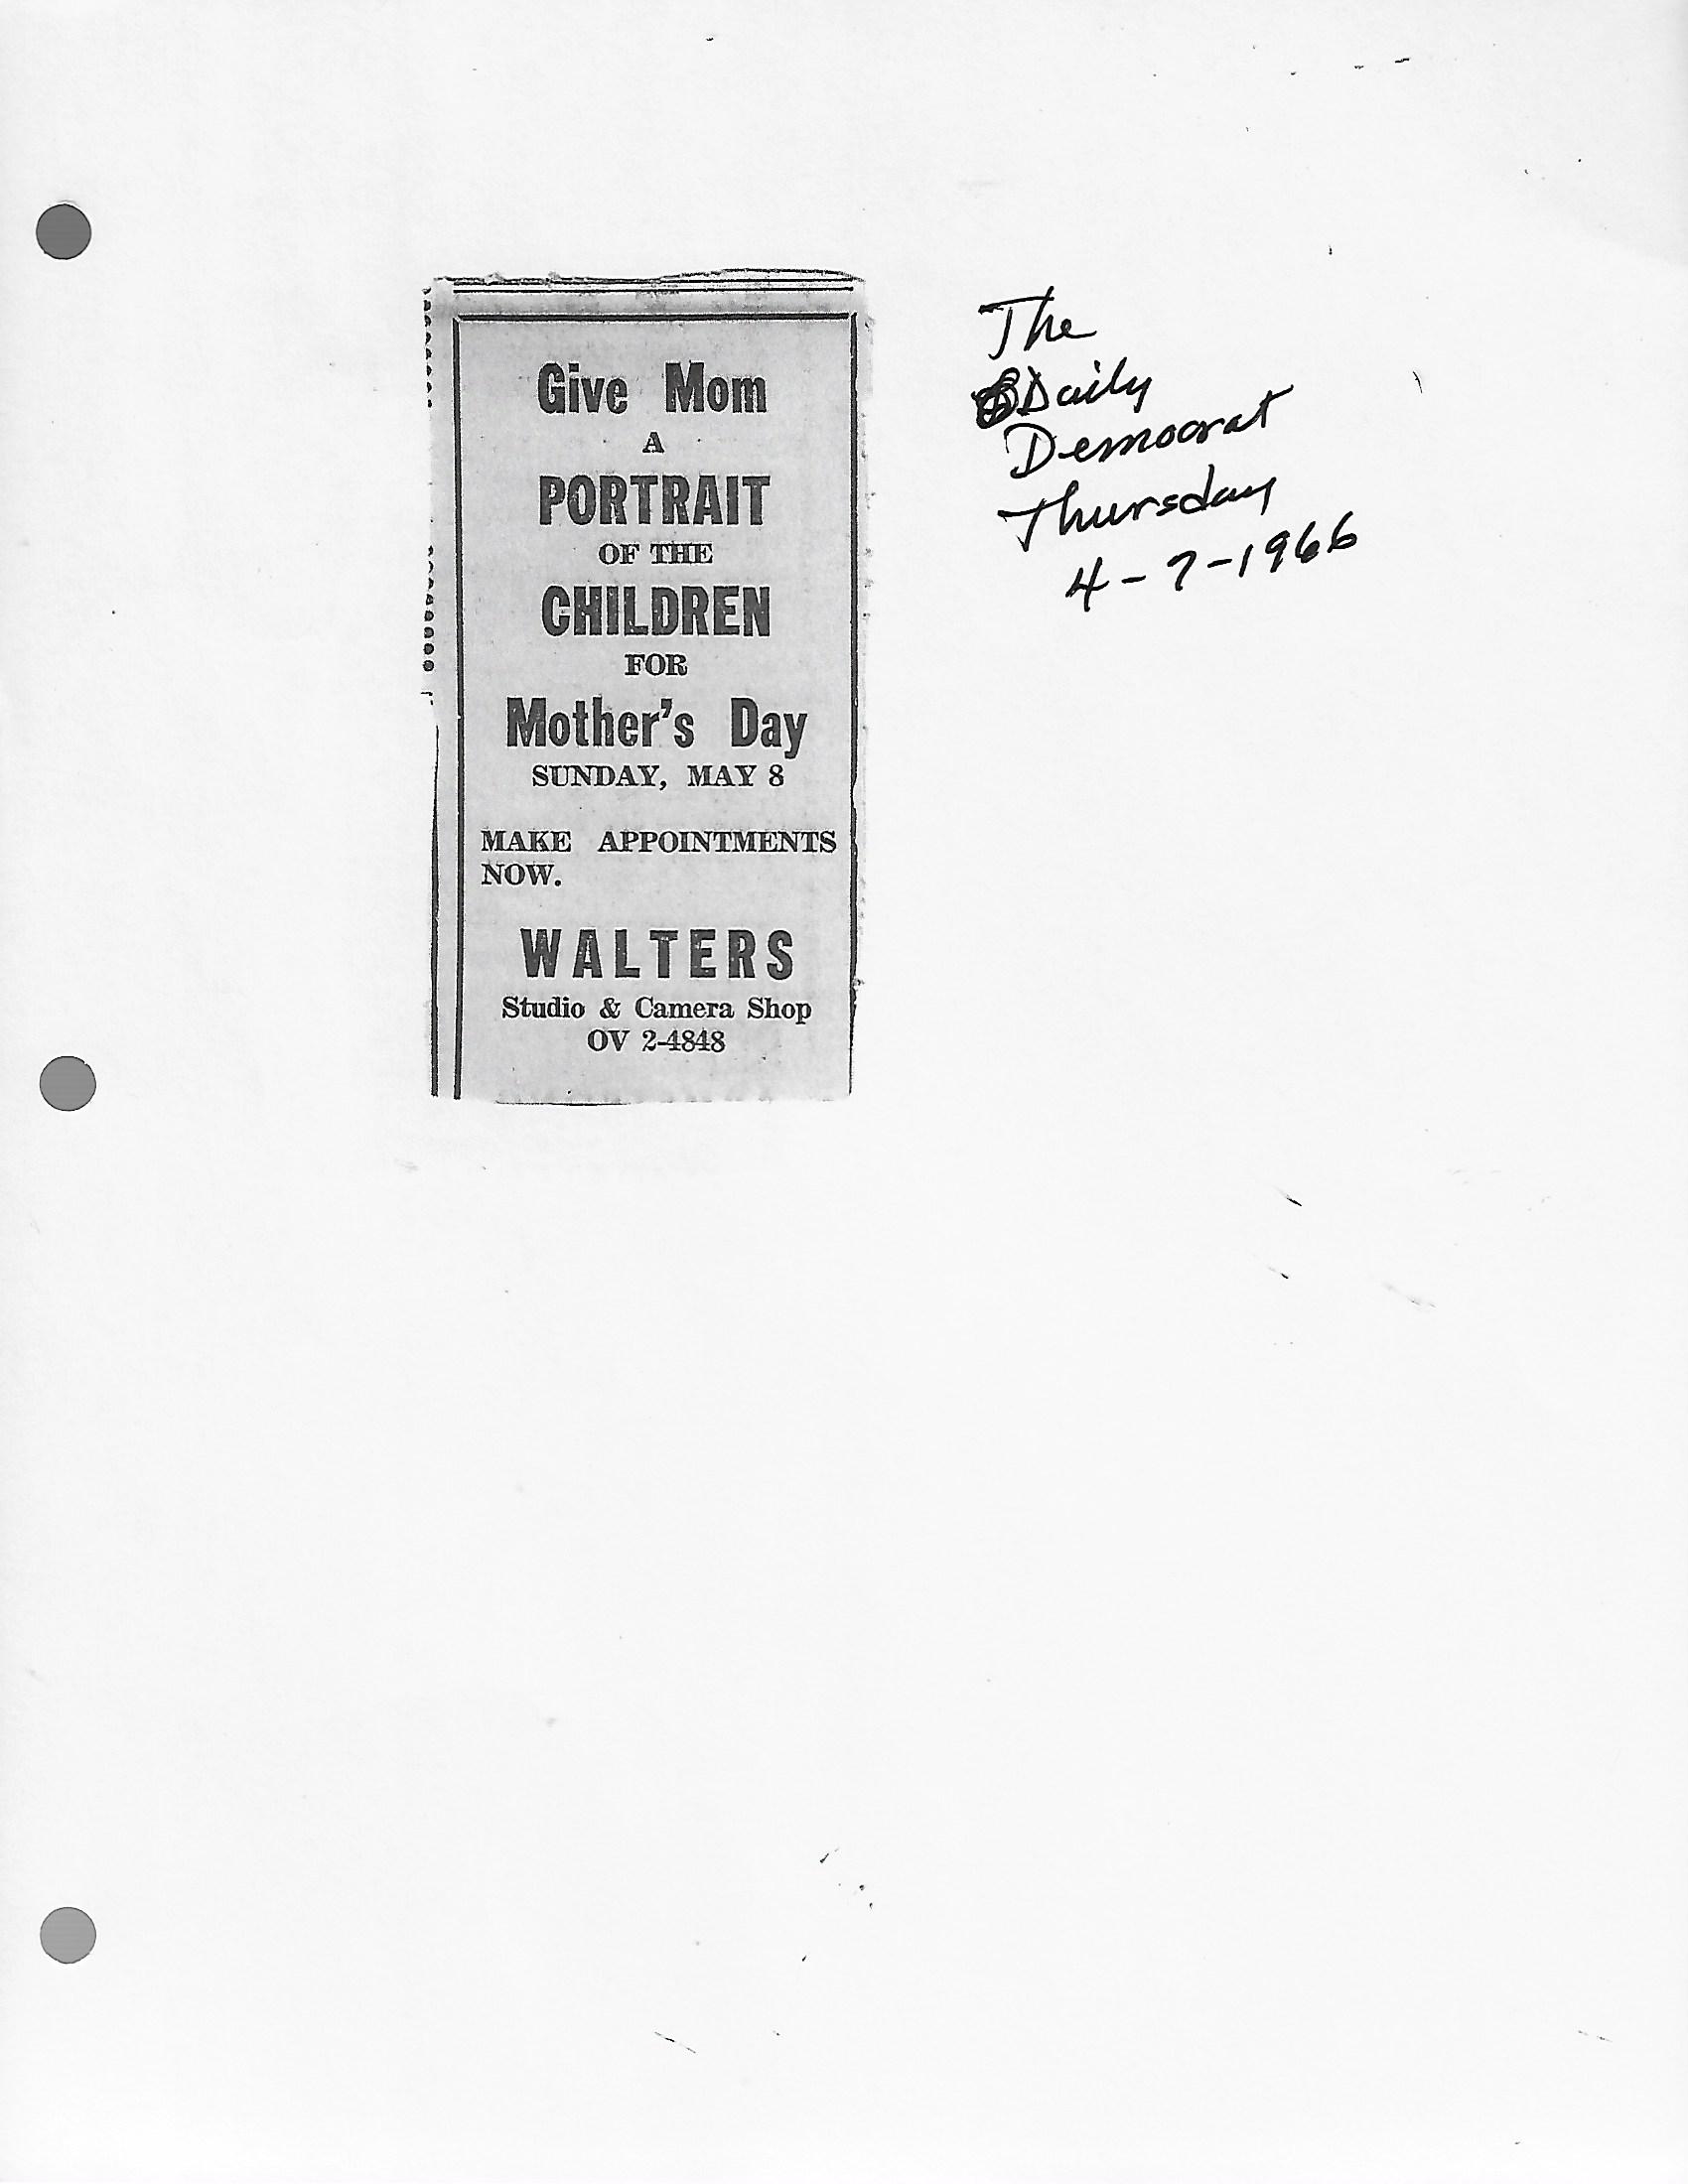 Give Mom
A
PORTRAIT
OF THE
CHILDREN
FOR
Mother's Day
SUNDAY, MAY 8
MAKE APPOINTMENTS
NOW.
WALTERS
Studio & Camera Shop
OV 2-4848
The
Daily
Democrat
Thursday
4-7-1966